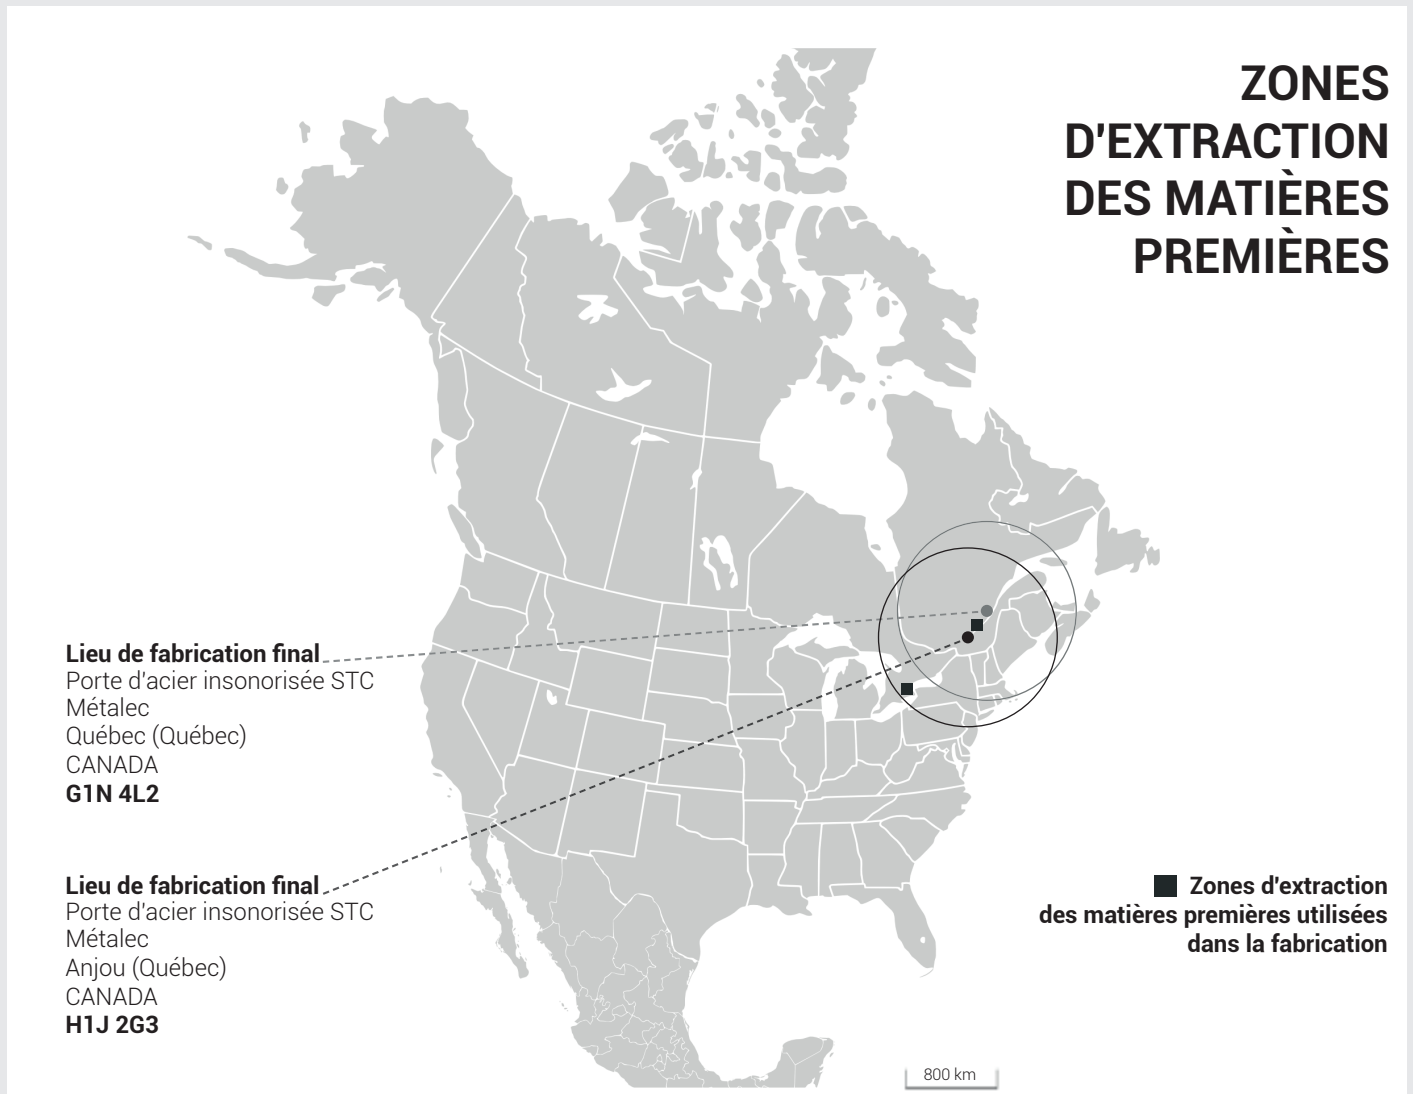 ZONES
D'EXTRACTION
DES MATIÈRES
PREMIÈRES
Lieu de fabrication final
Porte d'acier insonorisée STC
Métalec
Québec (Québec)
CANADA
G1N 4L2
Lieu de fabrication final
Porte d'acier insonorisée STC
Métalec
Anjou (Québec)
CANADA
H1J 2G3
Zones d'extraction
des matières premières utilisées
dans la fabrication
800 km